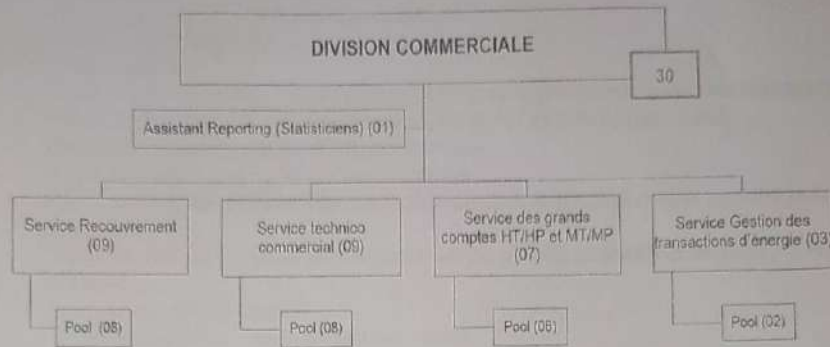 DIVISION COMMERCIALE
30
Assistant Reporting (Statisticiens) (01)
Service Recouvrement
(09)
Service technico
commercial (09)
Service des grands
comptes HT/HP et MT/MP
(07)
Service Gestion des
transactions d'énergie (03)
Pool (08)
Pool (08)
Pool (06)
Pool (02)